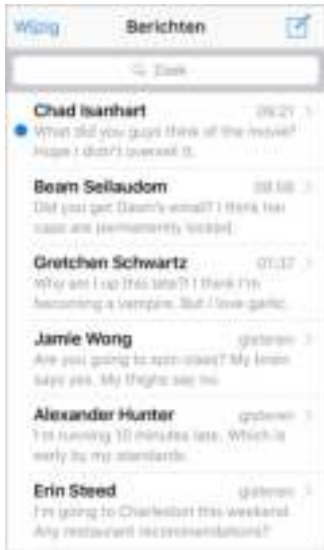 Wijzig Berichten
Zoek
Chad Isanhart 09:21
What did you guys think of the movie?
Hope I didn't oversell it.
Beam Sellaudom 08:58
Did you get Dawn's email? I think her
caps are permanently locked.
Gretchen Schwartz 01:37
Why am I up this late?! I think I'm
becoming a vampire. But I love garlic.
Jamie Wong gisteren
Are you going to spin class? My brain
says yes. My thighs say no.
Alexander Hunter gisteren
I'm running 10 minutes late. Which is
early by my standards.
Erin Steed gisteren
I'm going to Charleston this weekend.
Any restaurant recommendations?